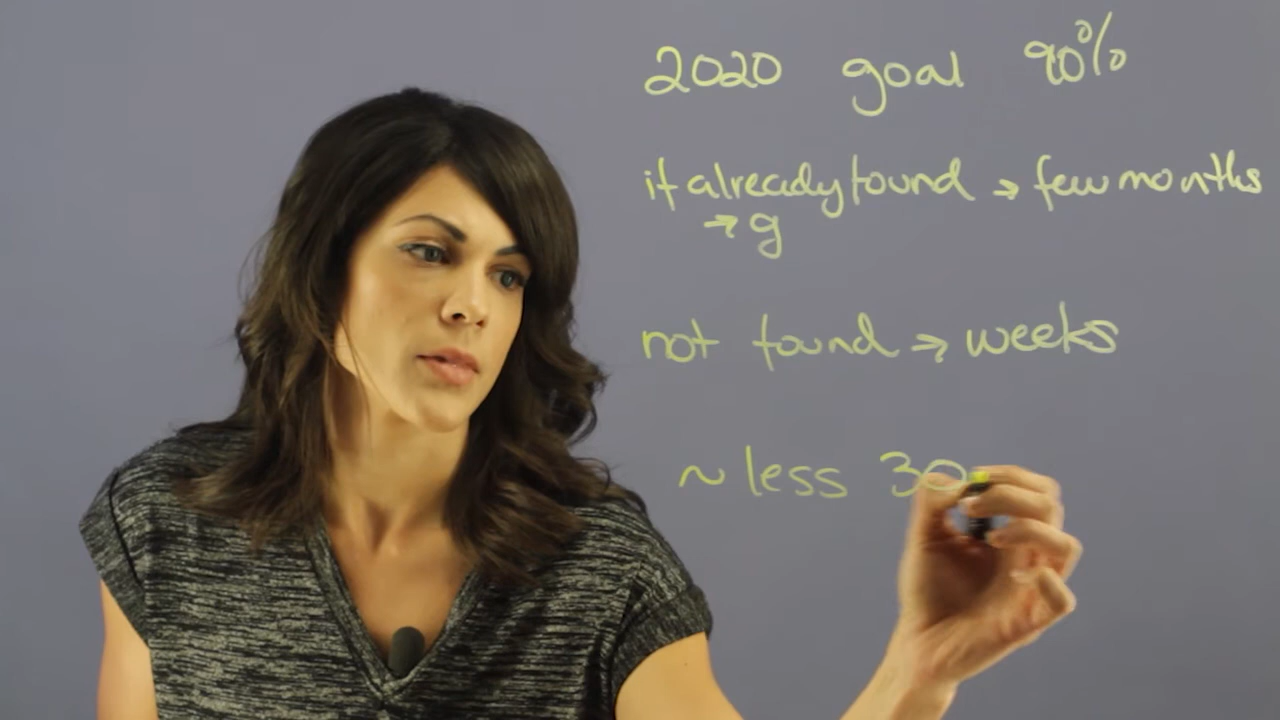 2020 goal 90%
if already found → few months
→ g
not found → weeks
~ less 30